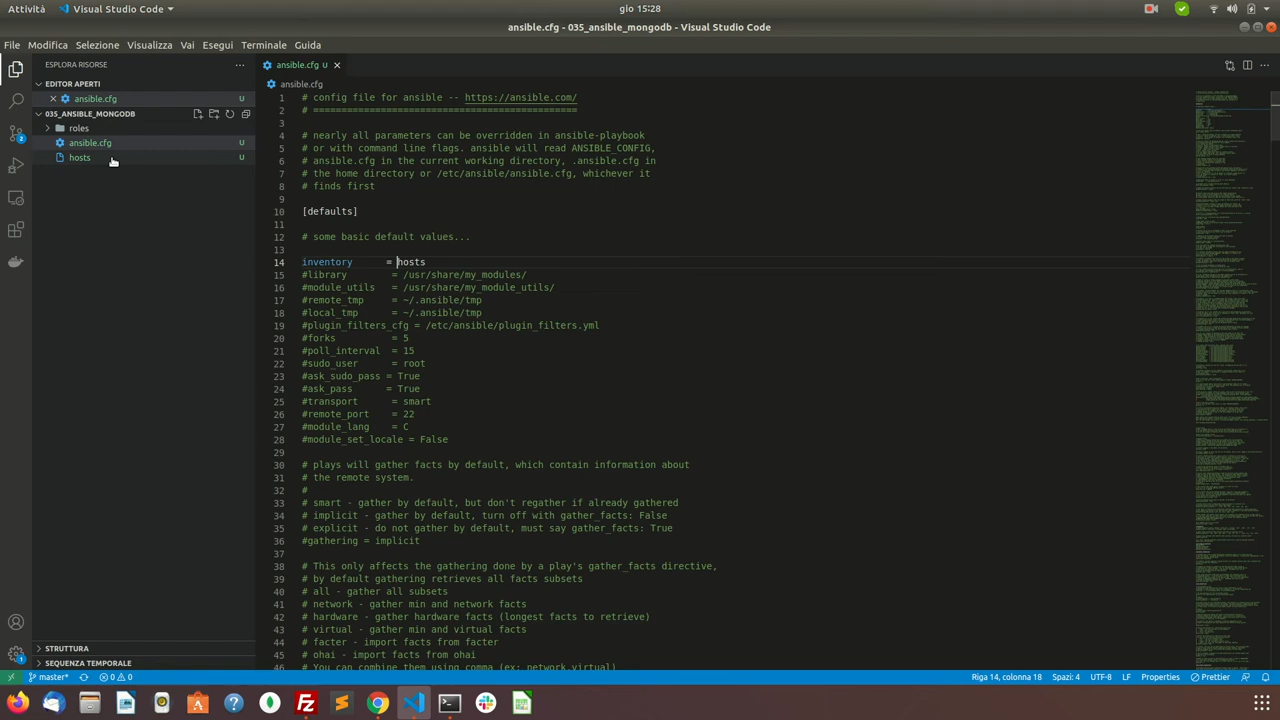 Attività
Visual Studio Code
gio 15:28
ansible.cfg - 035_ansible_mongodb - Visual Studio Code
File Modifica Selezione Visualizza Vai Esegui Terminale Guida
ESPLORA RISORSE
EDITOR APERTI
ansible.cfg U
035_ANSIBLE_MONGODB
roles
ansible.cfg U
hosts U
STRUTTURA
SEQUENZA TEMPORALE
ansible.cfg U
ansible.cfg
1 # config file for ansible -- https://ansible.com/
2 # ===============================================
3
4 # nearly all parameters can be overridden in ansible-playbook
5 # or with command line flags. ansible will read ANSIBLE_CONFIG,
6 # ansible.cfg in the current working directory, .ansible.cfg in
7 # the home directory or /etc/ansible/ansible.cfg, whichever it
8 # finds first
9
10 [defaults]
11
12 # some basic default values...
13
14 inventory = hosts
15 #library = /usr/share/my_modules/
16 #module_utils = /usr/share/my_module_utils/
17 #remote_tmp = ~/.ansible/tmp
18 #local_tmp = ~/.ansible/tmp
19 #plugin_filters_cfg = /etc/ansible/plugin_filters.yml
20 #forks = 5
21 #poll_interval = 15
22 #sudo_user = root
23 #ask_sudo_pass = True
24 #ask_pass = True
25 #transport = smart
26 #remote_port = 22
27 #module_lang = C
28 #module_set_locale = False
29
30 # plays will gather facts by default, which contain information about
31 # the remote system.
32 #
33 # smart - gather by default, but don't regather if already gathered
34 # implicit - gather by default, turn off with gather_facts: False
35 # explicit - do not gather by default, must say gather_facts: True
36 #gathering = implicit
37
38 # This only affects the gathering done by a play's gather_facts directive,
39 # by default gathering retrieves all facts subsets
40 # all - gather all subsets
41 # network - gather min and network facts
42 # hardware - gather hardware facts (longest facts to retrieve)
43 # virtual - gather min and virtual facts
44 # facter - import facts from facter
45 # ohai - import facts from ohai
46 # You can combine them using comma (ex: network,virtual)
2
1
master*
0 0
Riga 14, colonna 18 Spazi: 4 UTF-8 LF Properties Prettier